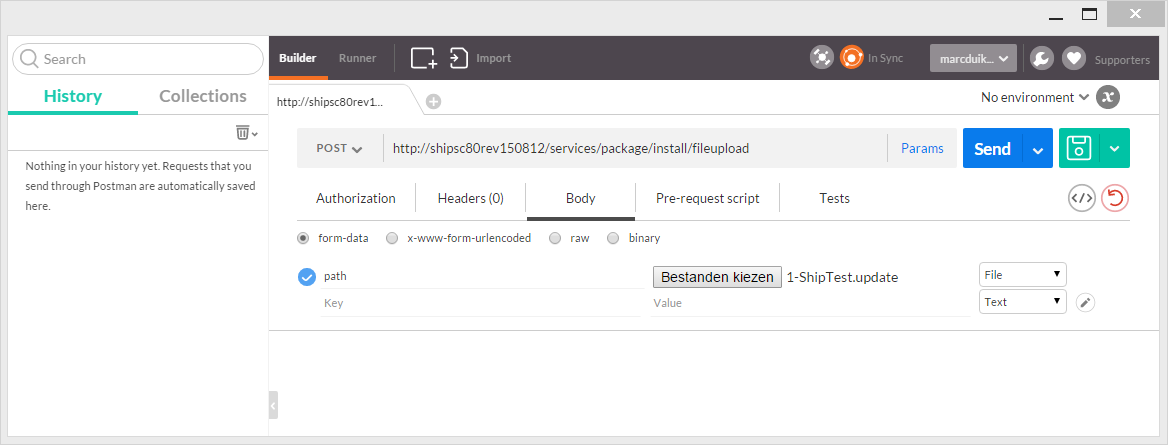 Search
History Collections
Nothing in your history yet. Requests that you
send through Postman are automatically saved
here.
Builder Runner Import In Sync marcduik... Supporters
http://shipsc80rev1... No environment x
POST http://shipsc80rev150812/services/package/install/fileupload Params Send
Authorization Headers (0) Body Pre-request script Tests </>
form-data x-www-form-urlencoded raw binary
path Bestanden kiezen 1-ShipTest.update File
Key Value Text